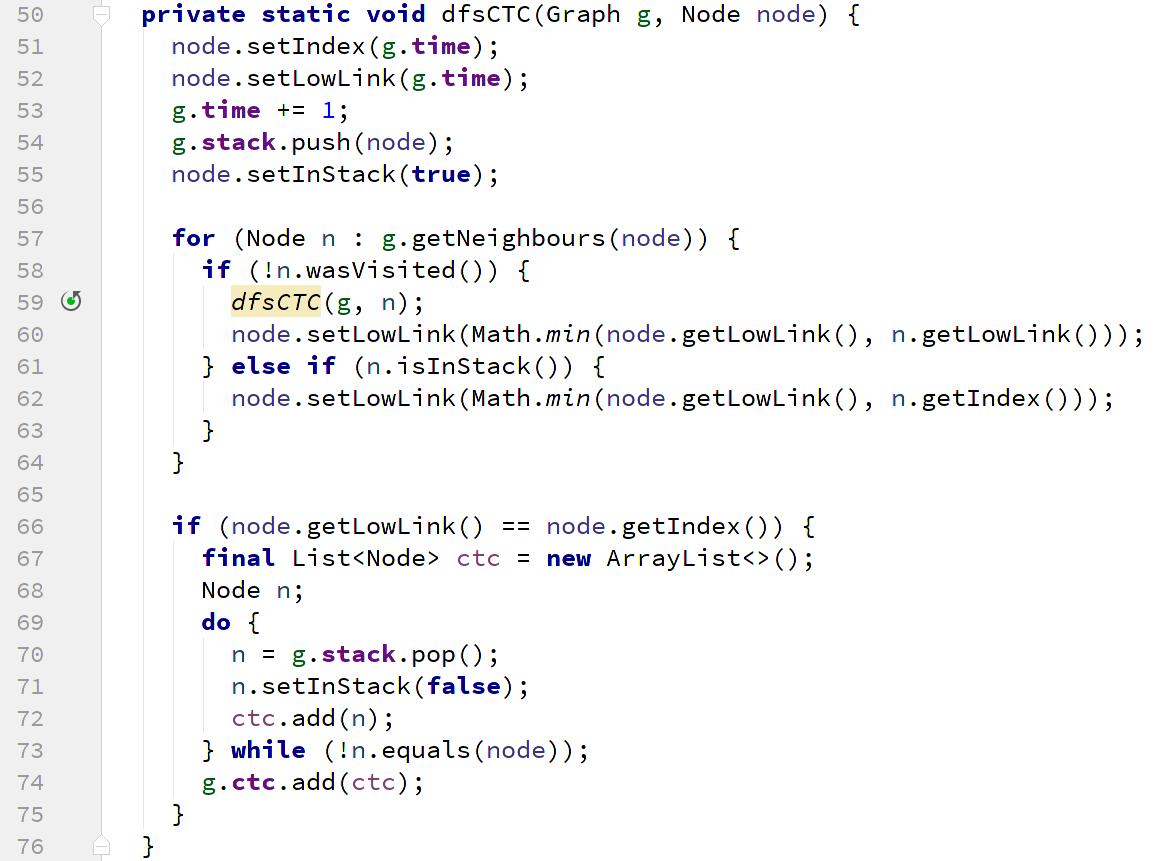 50 private static void dfsCTC(Graph g, Node node) {
51 node.setIndex(g.time);
52 node.setLowLink(g.time);
53 g.time += 1;
54 g.stack.push(node);
55 node.setInStack(true);
56
57 for (Node n : g.getNeighbours(node)) {
58 if (!n.wasVisited()) {
59 dfsCTC(g, n);
60 node.setLowLink(Math.min(node.getLowLink(), n.getLowLink()));
61 } else if (n.isInStack()) {
62 node.setLowLink(Math.min(node.getLowLink(), n.getIndex()));
63 }
64 }
65
66 if (node.getLowLink() == node.getIndex()) {
67 final List<Node> ctc = new ArrayList<>();
68 Node n;
69 do {
70 n = g.stack.pop();
71 n.setInStack(false);
72 ctc.add(n);
73 } while (!n.equals(node));
74 g.ctc.add(ctc);
75 }
76 }